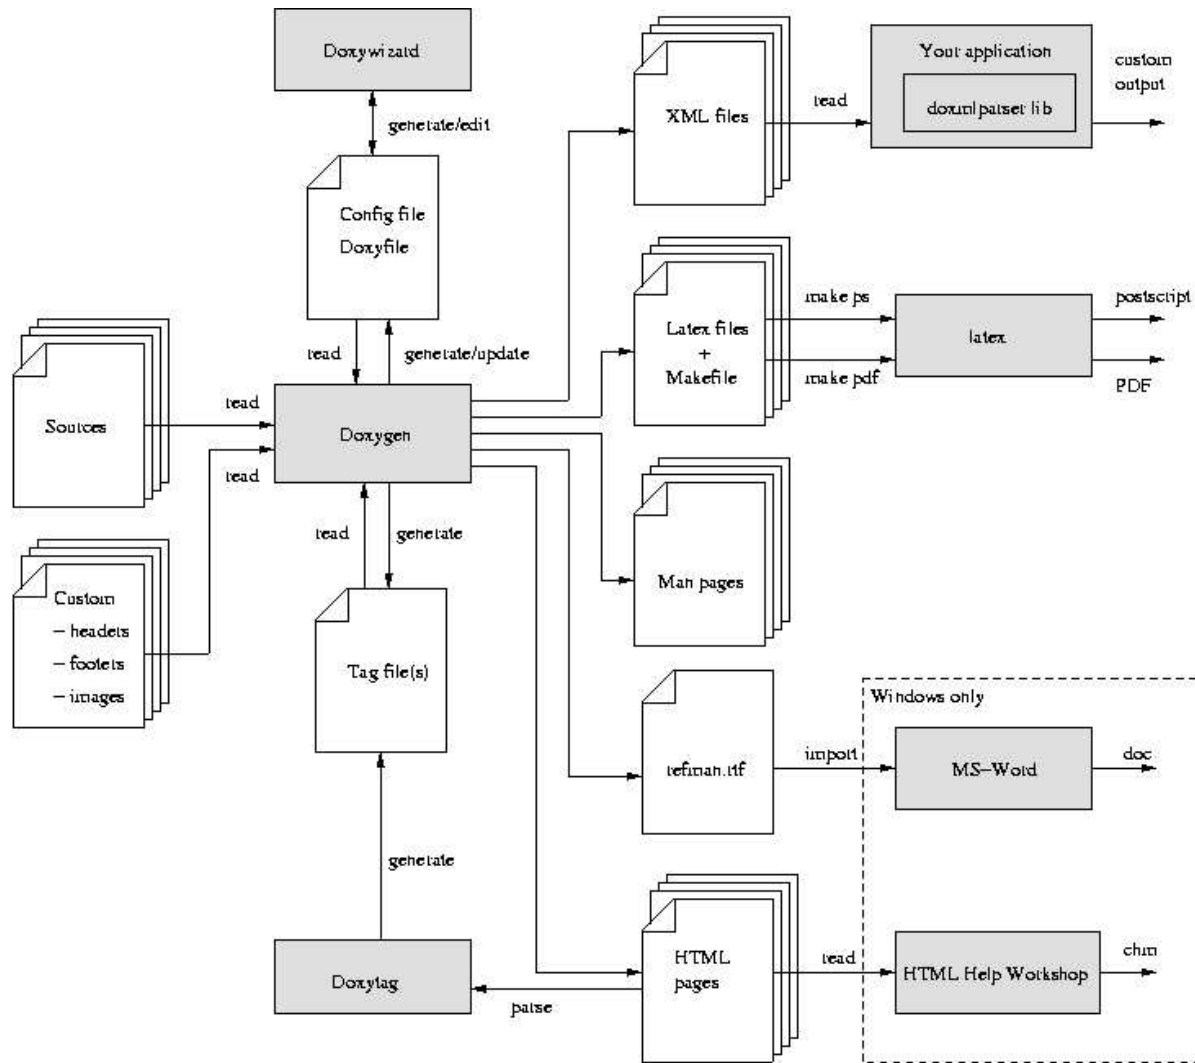 Doxywizard
generate/edit
Config file
Doxyfile
read
generate/update
Sources
read
Doxygen
read
read
generate
Custom
– headers
– footers
– images
Tag file(s)
generate
Doxytag
parse
XML files
read
Your application
doxmlparser lib
custom
output
Latex files
+
Makefile
make ps
make pdf
latex
postscript
PDF
Man pages
Windows only
refman.rtf
import
MS–Word
doc
HTML
pages
read
HTML Help Workshop
chm